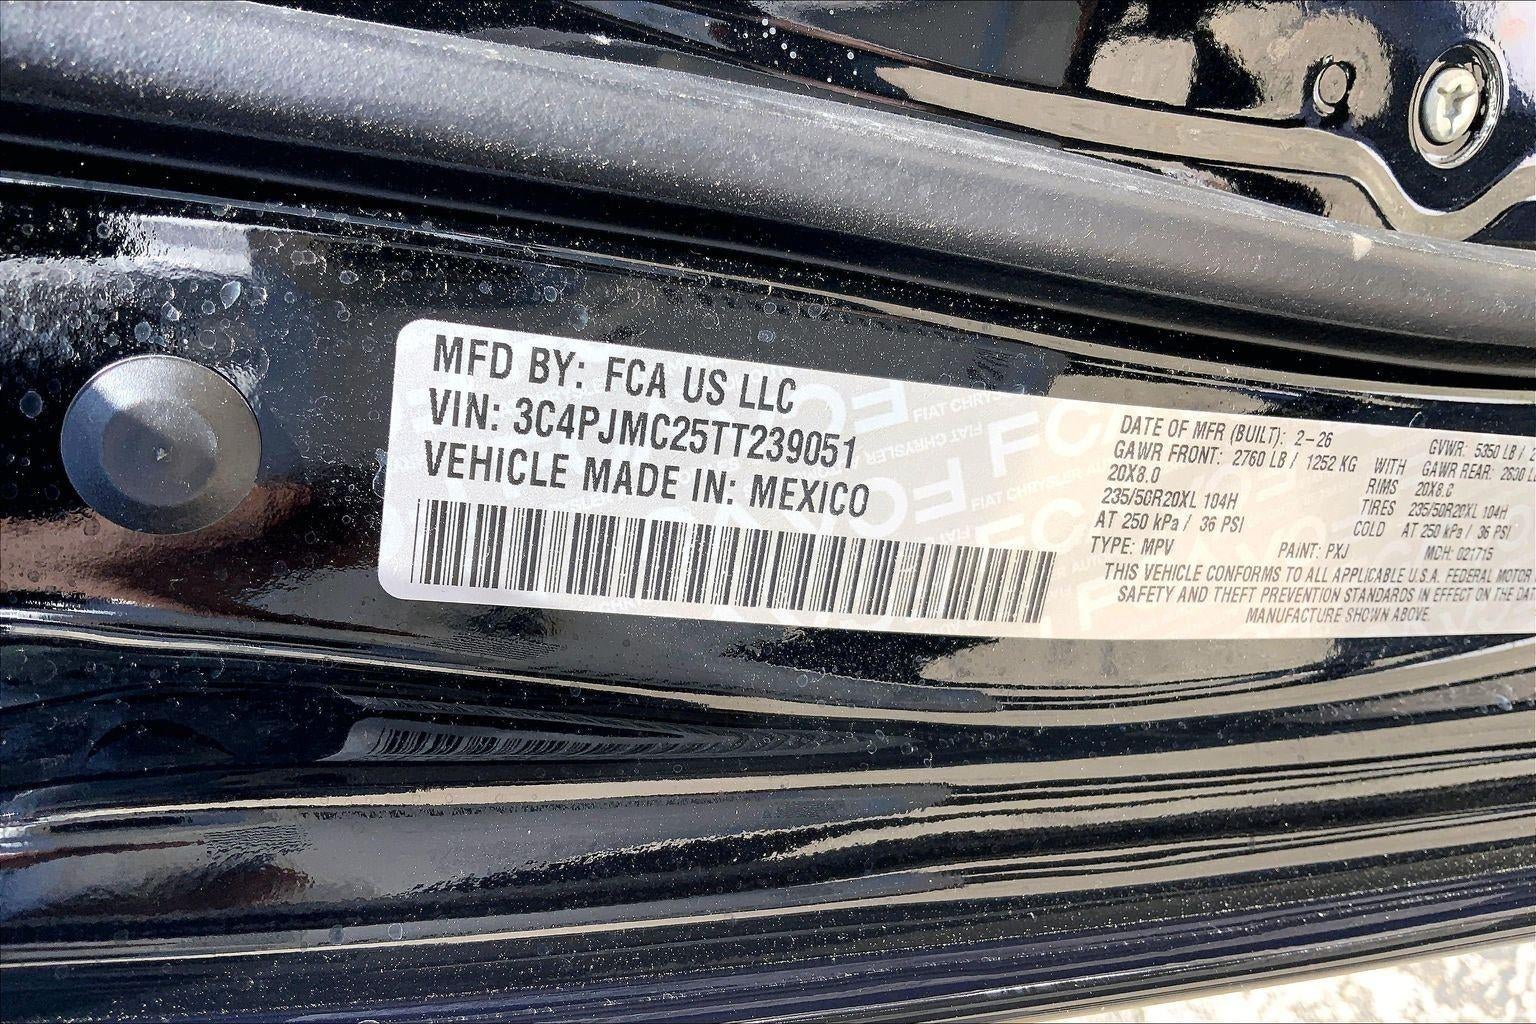 MFD BY: FCA US LLC
VIN: 3C4PJMC25TT239051
VEHICLE MADE IN: MEXICO
DATE OF MFR (BUILT): 2-26 GVWR: 5350 LB /
GAWR FRONT: 2760 LB / 1252 KG WITH GAWR REAR: 2630
20X8.0 RIMS 20X8.0
235/50R20XL 104H TIRES 235/50R20XL 104H
AT 250 kPa / 36 PSI COLD AT 250 kPa / 36 PSI
TYPE: MPV PAINT: PXJ MDH: 021715
THIS VEHICLE CONFORMS TO ALL APPLICABLE U.S.A. FEDERAL MOTOR
SAFETY AND THEFT PREVENTION STANDARDS IN EFFECT ON THE
MANUFACTURE SHOWN ABOVE.